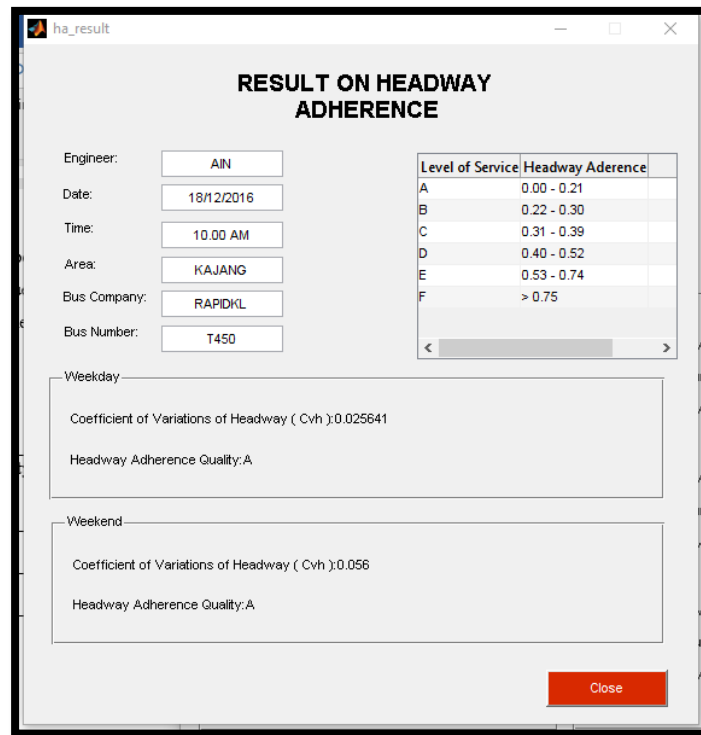 ha_result
RESULT ON HEADWAY
ADHERENCE
Engineer: AIN
Date: 18/12/2016
Time: 10.00 AM
Area: KAJANG
Bus Company: RAPIDKL
Bus Number: T450
Level of Service Headway Aderence
A 0.00 - 0.21
B 0.22 - 0.30
C 0.31 - 0.39
D 0.40 - 0.52
E 0.53 - 0.74
F > 0.75
Weekday
Coefficient of Variations of Headway ( Cvh ):0.025641
Headway Adherence Quality:A
Weekend
Coefficient of Variations of Headway ( Cvh ):0.056
Headway Adherence Quality:A
Close